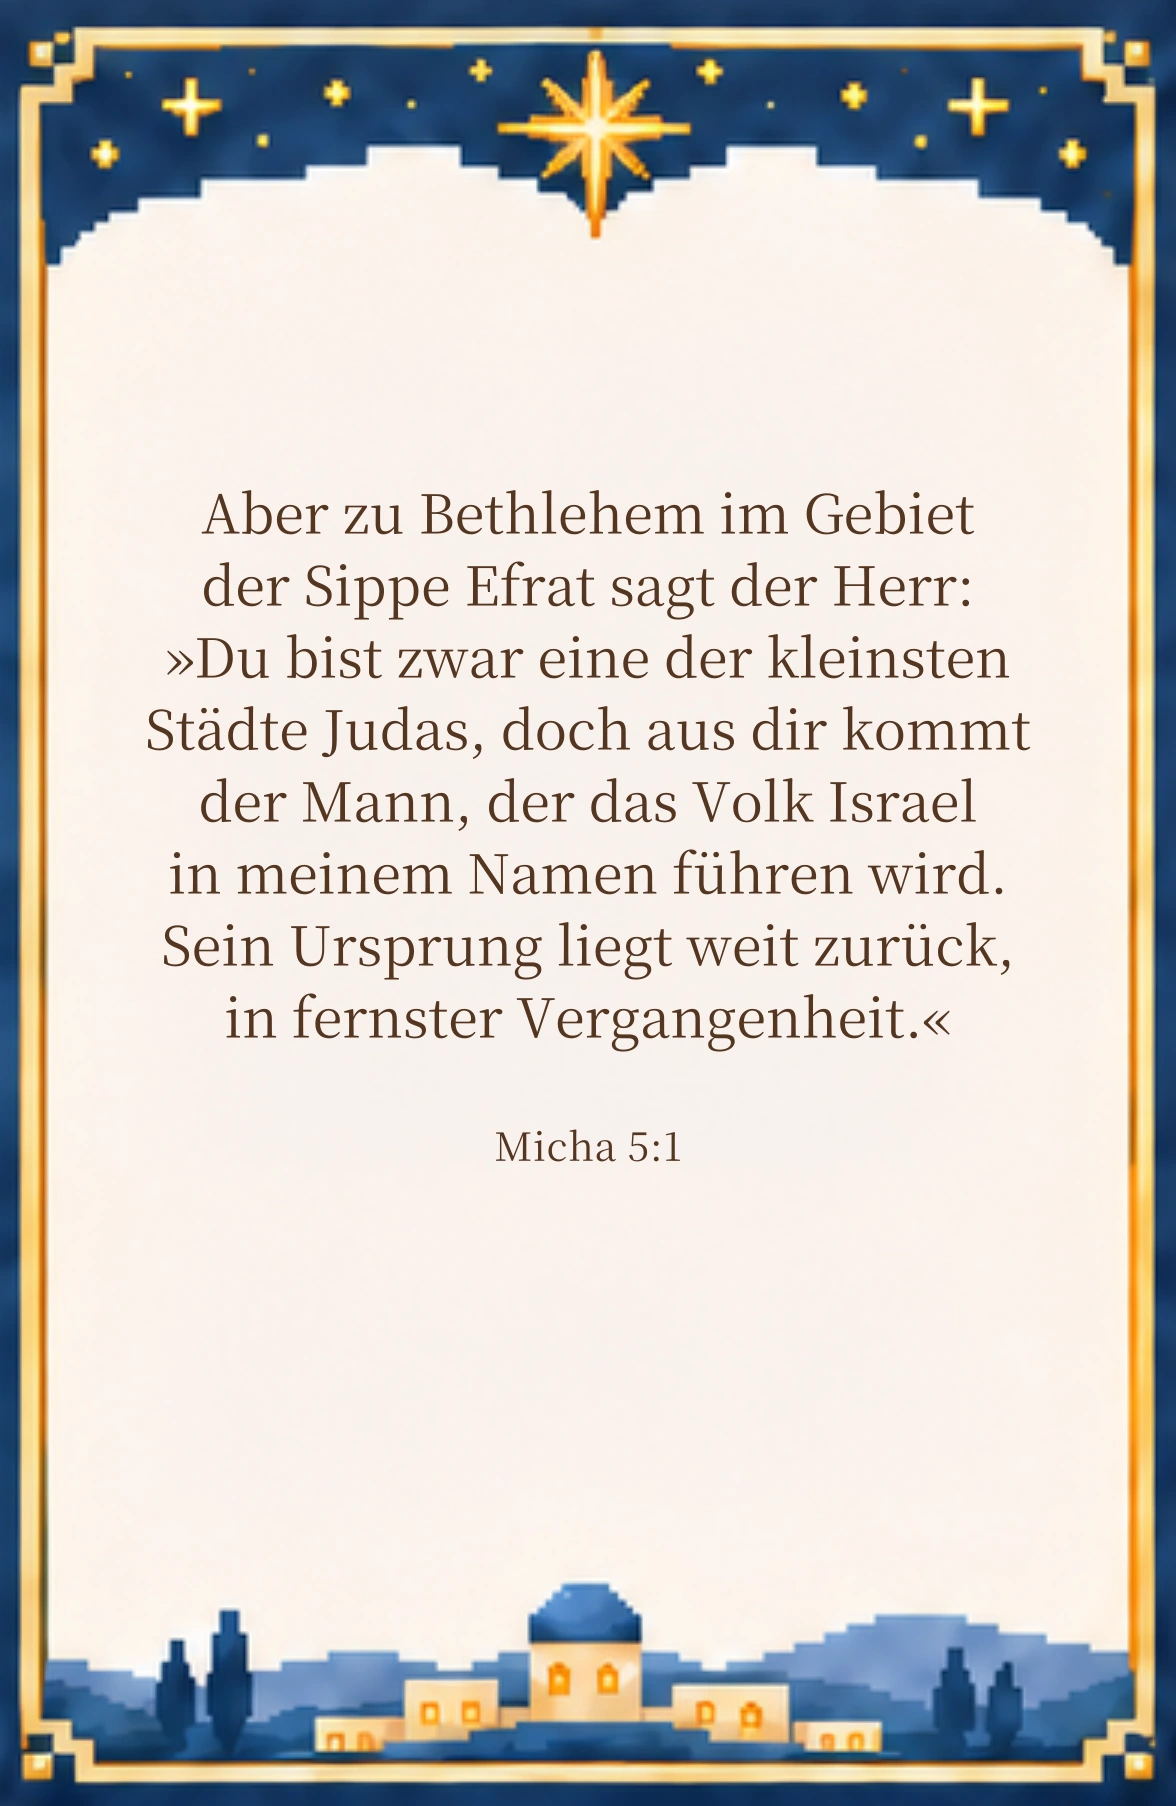 Aber zu Bethlehem im Gebiet
der Sippe Efrat sagt der Herr:
»Du bist zwar eine der kleinsten
Städte Judas, doch aus dir kommt
der Mann, der das Volk Israel
in meinem Namen führen wird.
Sein Ursprung liegt weit zurück,
in fernster Vergangenheit.«
Micha 5:1